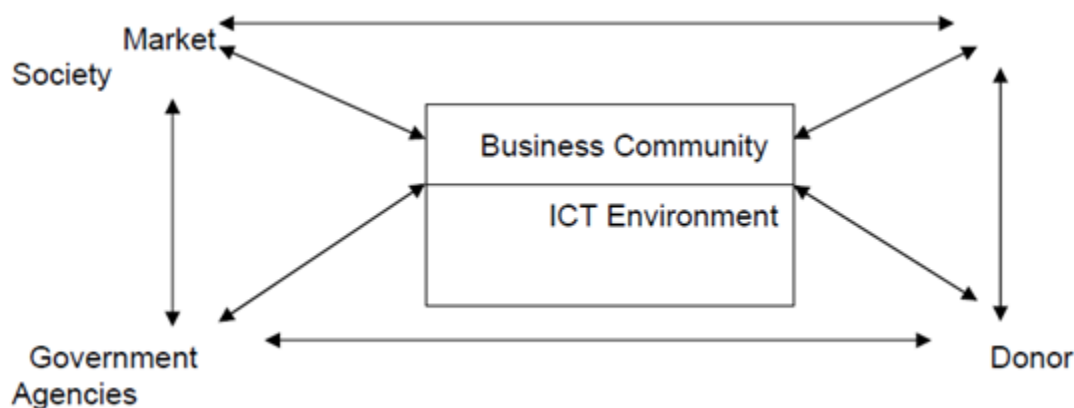 Market
Society
Business Community
ICT Environment
Government
Agencies
Donor